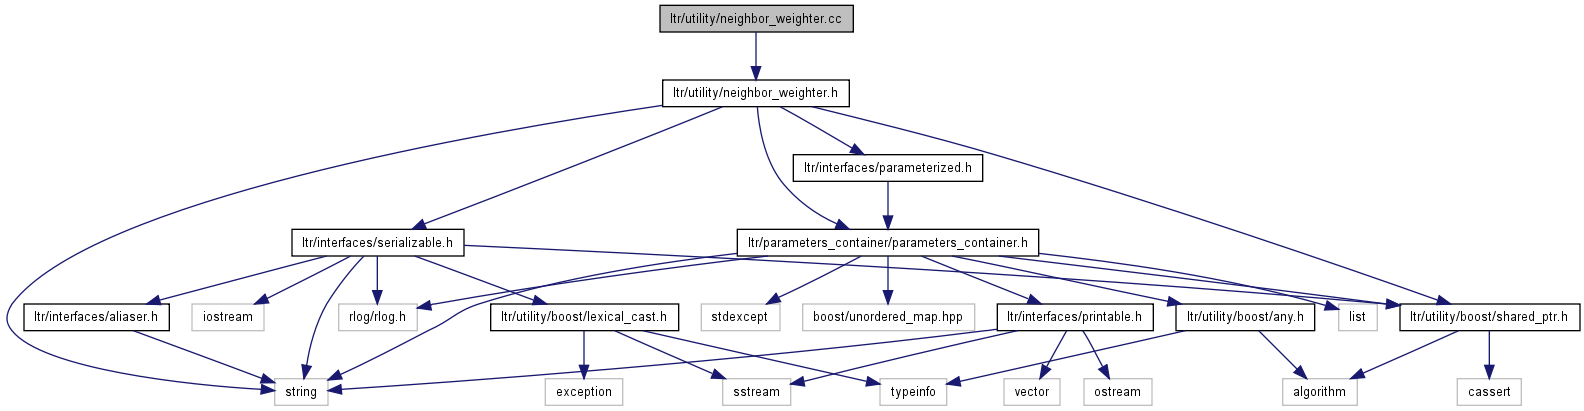 ltr/utility/neighbor_weighter.cc
ltr/utility/neighbor_weighter.h
ltr/interfaces/parameterized.h
ltr/interfaces/serializable.h
ltr/parameters_container/parameters_container.h
ltr/interfaces/aliaser.h
iostream
rlog/rlog.h
ltr/utility/boost/lexical_cast.h
stdexcept
boost/unordered_map.hpp
ltr/interfaces/printable.h
ltr/utility/boost/any.h
list
ltr/utility/boost/shared_ptr.h
string
exception
sstream
typeinfo
vector
ostream
algorithm
cassert